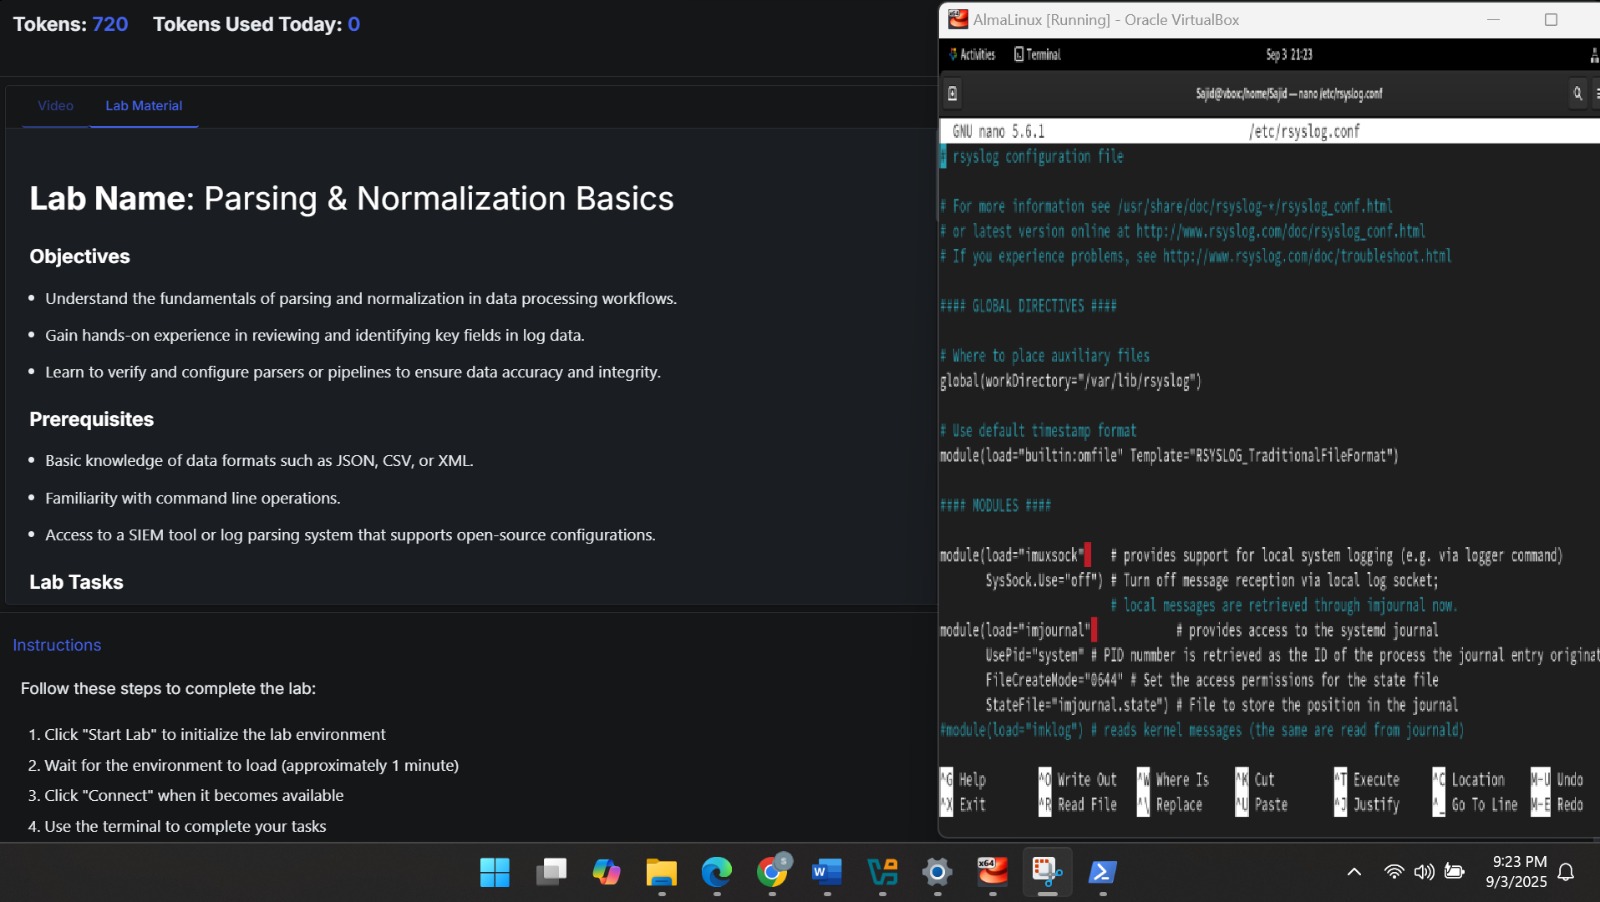 Tokens: 720 Tokens Used Today: 0
Video Lab Material
Lab Name: Parsing & Normalization Basics
Objectives
• Understand the fundamentals of parsing and normalization in data processing workflows.
• Gain hands-on experience in reviewing and identifying key fields in log data.
• Learn to verify and configure parsers or pipelines to ensure data accuracy and integrity.
Prerequisites
• Basic knowledge of data formats such as JSON, CSV, or XML.
• Familiarity with command line operations.
• Access to a SIEM tool or log parsing system that supports open-source configurations.
Lab Tasks
Instructions
Follow these steps to complete the lab:
1. Click "Start Lab" to initialize the lab environment
2. Wait for the environment to load (approximately 1 minute)
3. Click "Connect" when it becomes available
4. Use the terminal to complete your tasks
AlmaLinux [Running] - Oracle VirtualBox
Activities Terminal Sep 3 21:23
Sajid@vbox:/home/Sajid — nano /etc/rsyslog.conf
GNU nano 5.6.1 /etc/rsyslog.conf
# rsyslog configuration file
# For more information see /usr/share/doc/rsyslog-*/rsyslog_conf.html
# or latest version online at http://www.rsyslog.com/doc/rsyslog_conf.html
# If you experience problems, see http://www.rsyslog.com/doc/troubleshoot.html
#### GLOBAL DIRECTIVES ####
# Where to place auxiliary files
global(workDirectory="/var/lib/rsyslog")
# Use default timestamp format
module(load="builtin:omfile" Template="RSYSLOG_TraditionalFileFormat")
#### MODULES ####
module(load="imuxsock" # provides support for local system logging (e.g. via logger command)
SysSock.Use="off") # Turn off message reception via local log socket;
# local messages are retrieved through imjournal now.
module(load="imjournal" # provides access to the systemd journal
UsePid="system" # PID nummber is retrieved as the ID of the process the journal entry originat
FileCreateMode="0644" # Set the access permissions for the state file
StateFile="imjournal.state") # File to store the position in the journal
#module(load="imklog") # reads kernel messages (the same are read from journald)
^G Help ^O Write Out ^W Where Is ^K Cut ^T Execute ^C Location M-U Undo
^X Exit ^R Read File ^\ Replace ^U Paste ^J Justify ^_ Go To Line M-E Redo
x64
9:23 PM
9/3/2025